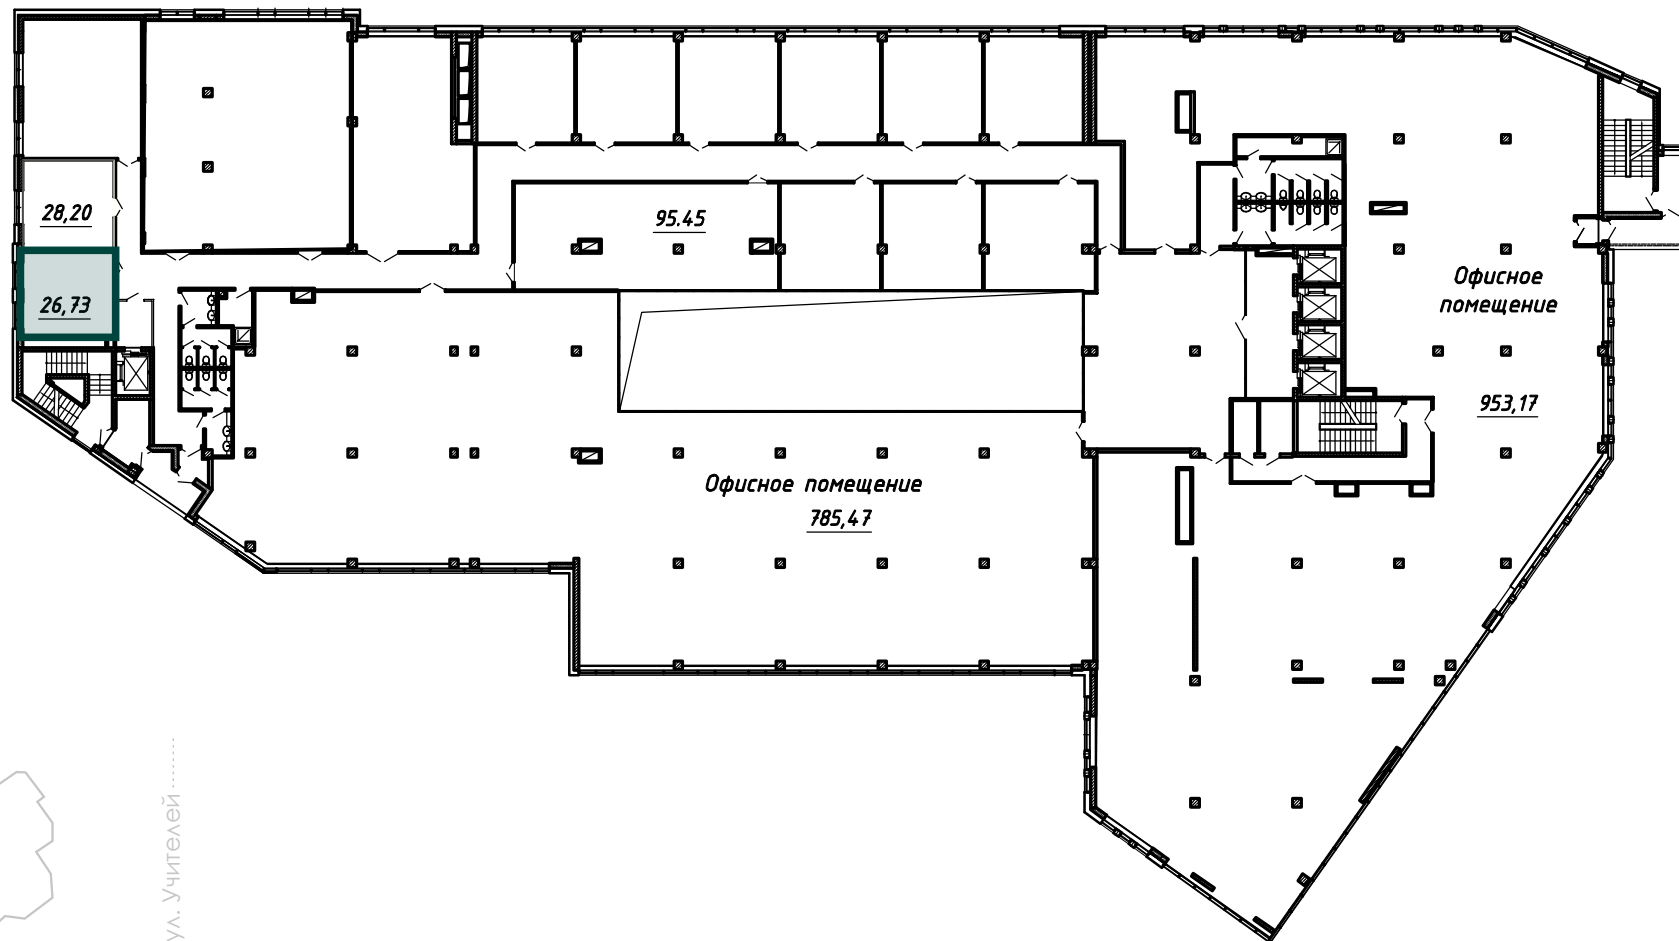 28,20
95.45
26,73
Офисное
помещение
953,17
Офисное помещение
785,47
ул. Учителей